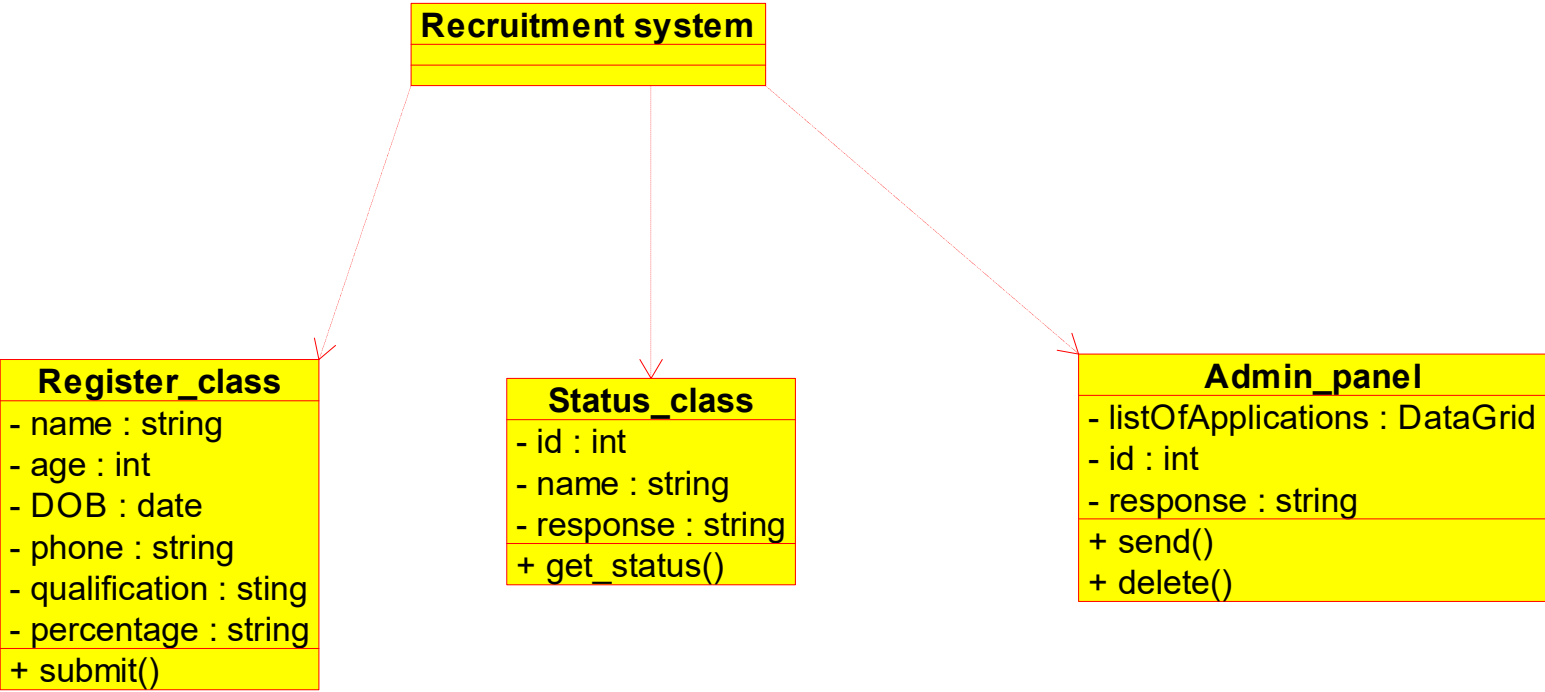 Recruitment system
Register_class
- name : string
- age : int
- DOB : date
- phone : string
- qualification : sting
- percentage : string
+ submit()
Status_class
- id : int
- name : string
- response : string
+ get_status()
Admin_panel
- listOfApplications : DataGrid
- id : int
- response : string
+ send()
+ delete()